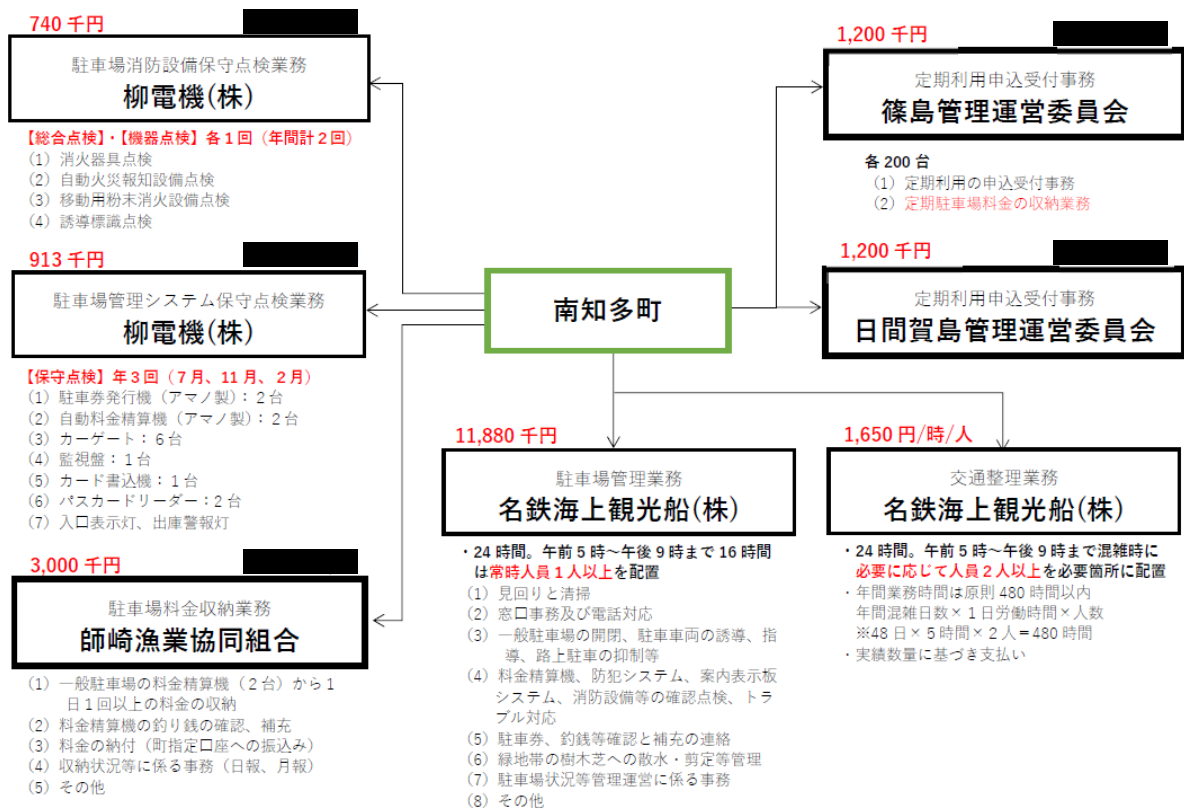 740 千円
駐車場消防設備保守点検業務
柳電機(株)
【総合点検】・【機器点検】各１回（年間計２回）
（1）消火器具点検
（2）自動火災報知設備点検
（3）移動用粉末消火設備点検
（4）誘導標識点検
913 千円
駐車場管理システム保守点検業務
柳電機(株)
【保守点検】年３回（７月、11 月、２月）
（1）駐車券発行機（アマノ製）：２台
（2）自動料金精算機（アマノ製）：２台
（3）カーゲート：６台
（4）監視盤：１台
（5）カード書込機：１台
（6）パスカードリーダー：２台
（7）入口表示灯、出庫警報灯
3,000 千円
駐車場料金収納業務
師崎漁業協同組合
（1）一般駐車場の料金精算機（２台）から１
日１回以上の料金の収納
（2）料金精算機の釣り銭の確認、補充
（3）料金の納付（町指定口座への振込み）
（4）収納状況等に係る事務（日報、月報）
（5）その他
南知多町
1,200 千円
定期利用申込受付事務
篠島管理運営委員会
各 200 台
（1）定期利用の申込受付事務
（2）定期駐車場料金の収納業務
1,200 千円
定期利用申込受付事務
日間賀島管理運営委員会
11,880 千円
駐車場管理業務
名鉄海上観光船(株)
・24 時間。午前５時～午後９時まで 16 時間
は常時人員１人以上を配置
（1）見回りと清掃
（2）窓口事務及び電話対応
（3）一般駐車場の開閉、駐車車両の誘導、指
導、路上駐車の抑制等
（4）料金精算機、防犯システム、案内表示板
システム、消防設備等の確認点検、トラ
ブル対応
（5）駐車券、釣銭等確認と補充の連絡
（6）緑地帯の樹木芝への散水・剪定等管理
（7）駐車場状況等管理運営に係る事務
（8）その他
1,650 円/時/人
交通整理業務
名鉄海上観光船(株)
・24 時間。午前５時～午後９時まで混雑時に
必要に応じて人員２人以上を必要箇所に配置
・年間業務時間は原則 480 時間以内
年間混雑日数×１日労働時間×人数
※48 日×５時間×２人＝480 時間
・実績数量に基づき支払い